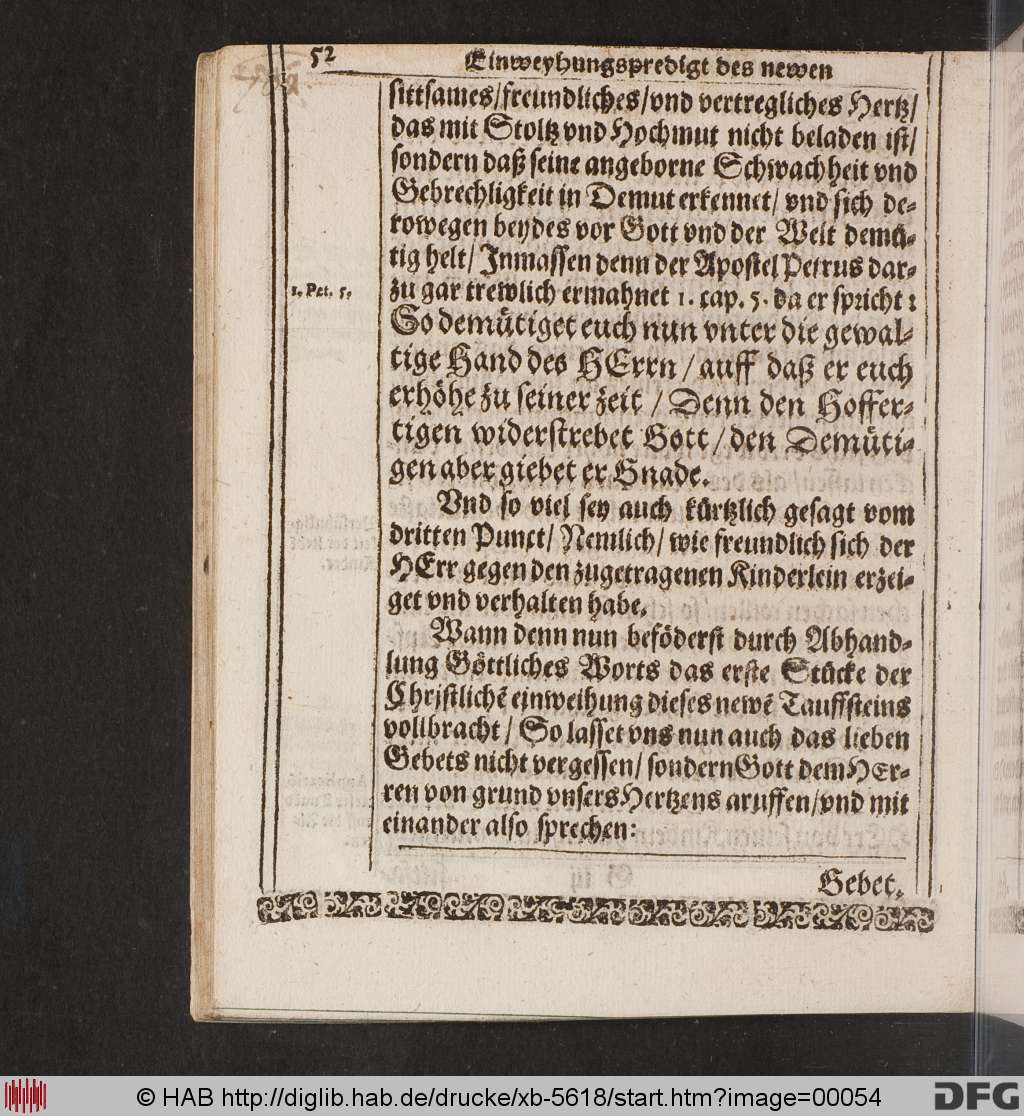 52
Einweyhungspredigt des newen
sittsames/freundliches/vnd vertregliches Hertz/
das mit Stoltz vnd Hochmut nicht beladen ist/
sondern daß seine angeborne Schwachheit vnd
Gebrechligkeit in Demut erkennet/ vnd sich de-
rowegen beydes vor Gott vnd der Welt demü-
tig helt/ Inmassen denn der Apostel Petrus dar-
1. Pet. 5.
zu gar trewlich ermahnet 1. cap. 5. da er spricht:
So demütiget euch nun vnter die gewal-
tige Hand des HErrn/ auff daß er euch
erhöhe zu seiner zeit / Denn den Hoffer-
tigen widerstrebet Gott/ den Demüti-
gen aber giebet er Gnade.
Vnd so viel sey auch kürtzlich gesagt vom
dritten Punct/ Nemlich/ wie freundlich sich der
HErr gegen den zugetragenen Kinderlein erzei-
get vnd verhalten habe.
Wann denn nun beföderst durch Abhand-
lung Göttliches Worts das erste Stücke der
Christlichẽ einweihung dieses newẽ Tauffsteins
vollbracht/ So lasset vns nun auch das lieben
Gebets nicht vergessen/ sondern Gott dem HEr-
ren von grund vnsers Hertzens aruffen/vnd mit
einander also sprechen:
Gebet.
© HAB http://diglib.hab.de/drucke/xb-5618/start.htm?image=00054
DFG